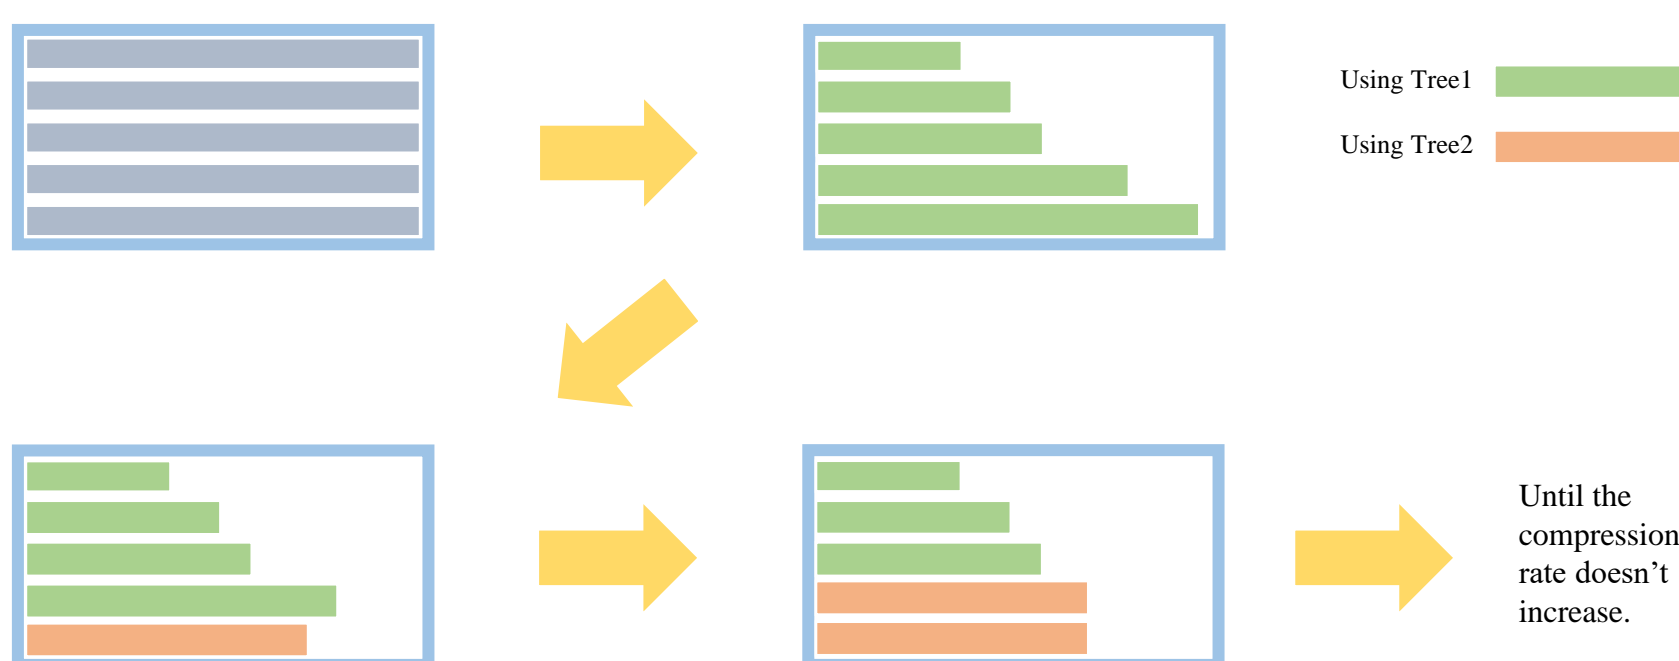 Using Tree1
Using Tree2
Until the
compression
rate doesn’t
increase.